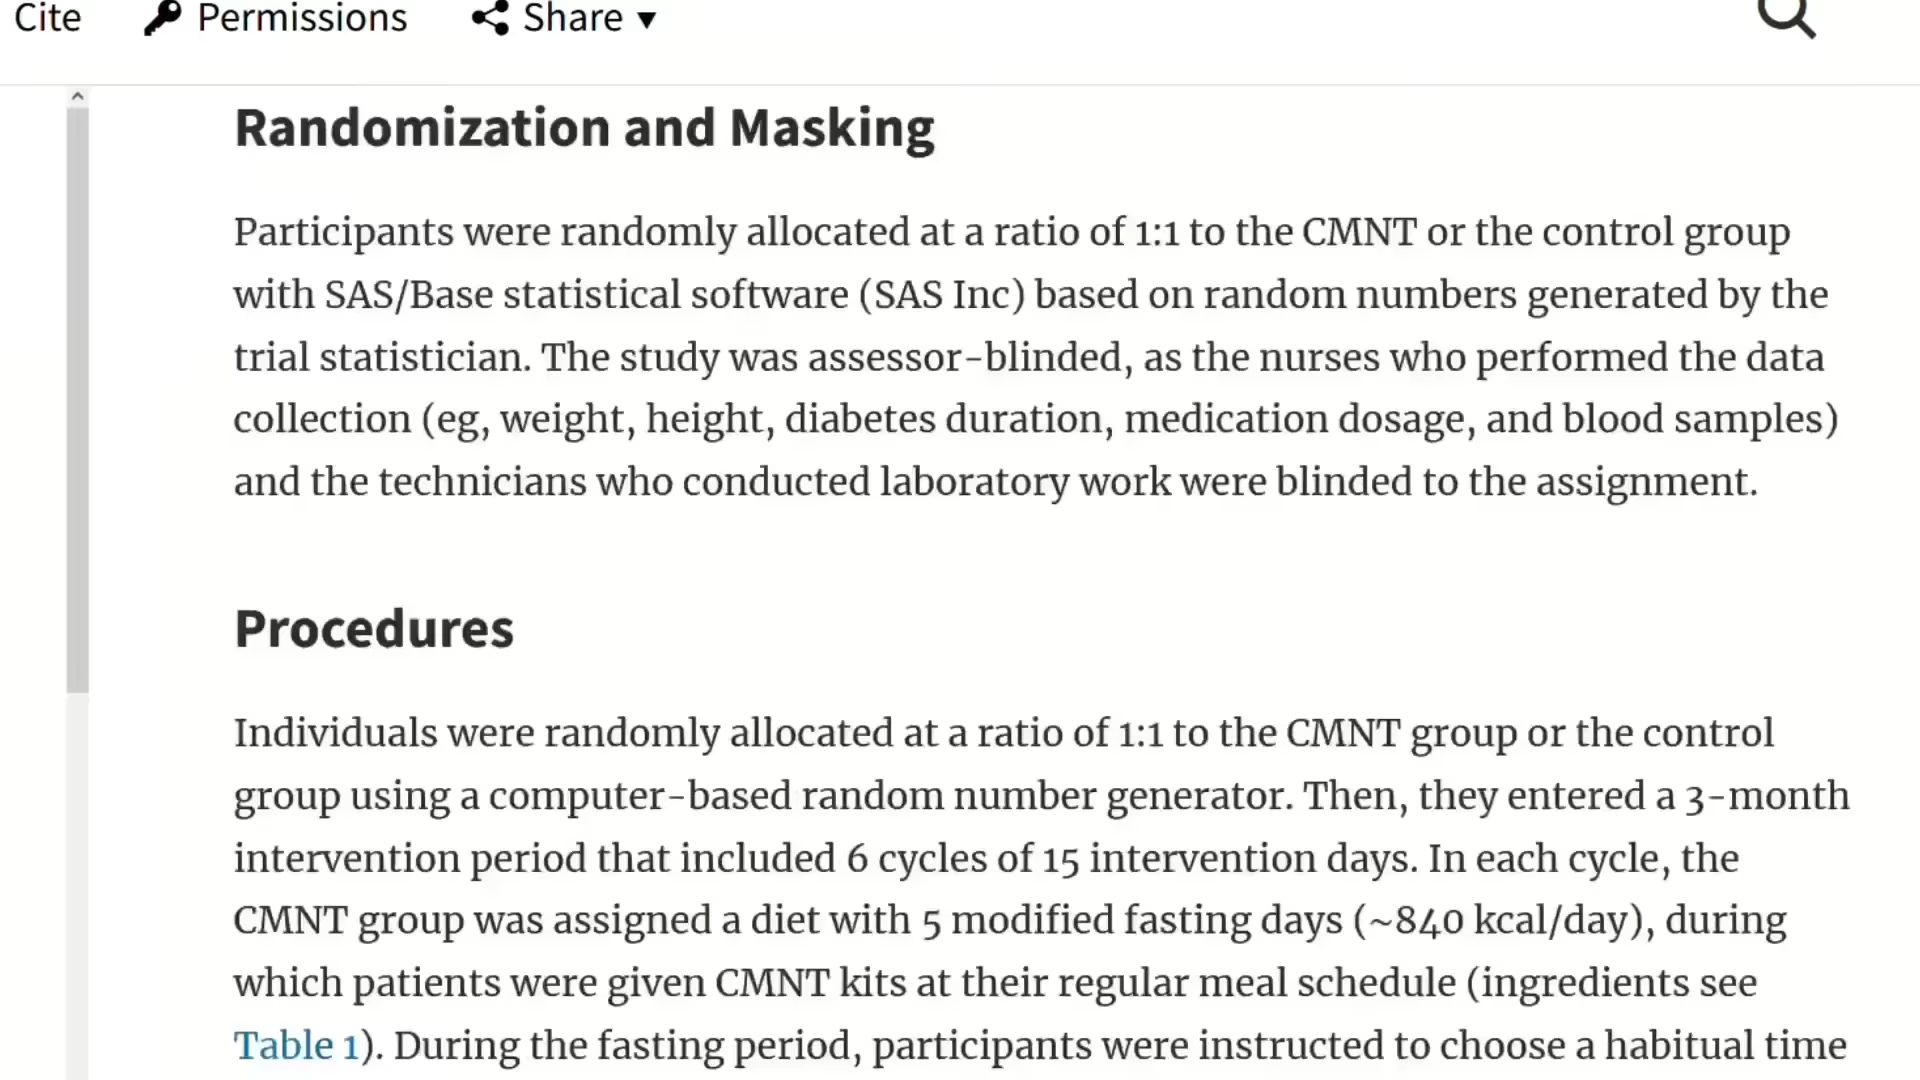 Cite Permissions Share ▼
Randomization and Masking
Participants were randomly allocated at a ratio of 1:1 to the CMNT or the control group
with SAS/Base statistical software (SAS Inc) based on random numbers generated by the
trial statistician. The study was assessor-blinded, as the nurses who performed the data
collection (eg, weight, height, diabetes duration, medication dosage, and blood samples)
and the technicians who conducted laboratory work were blinded to the assignment.
Procedures
Individuals were randomly allocated at a ratio of 1:1 to the CMNT group or the control
group using a computer-based random number generator. Then, they entered a 3-month
intervention period that included 6 cycles of 15 intervention days. In each cycle, the
CMNT group was assigned a diet with 5 modified fasting days (~840 kcal/day), during
which patients were given CMNT kits at their regular meal schedule (ingredients see
Table 1). During the fasting period, participants were instructed to choose a habitual time